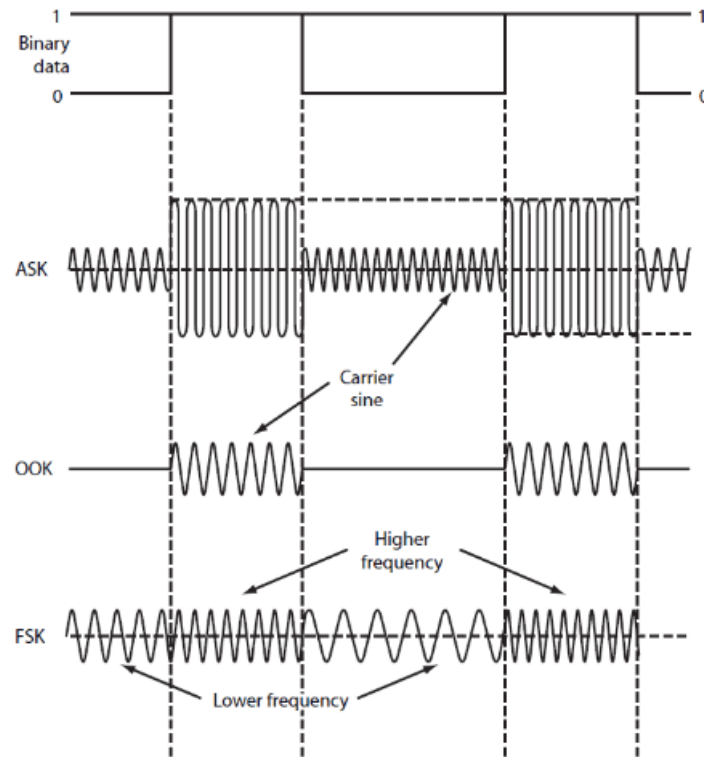 1
1
Binary
data
0
0
ASK
Carrier
sine
OOK
Higher
frequency
FSK
Lower frequency